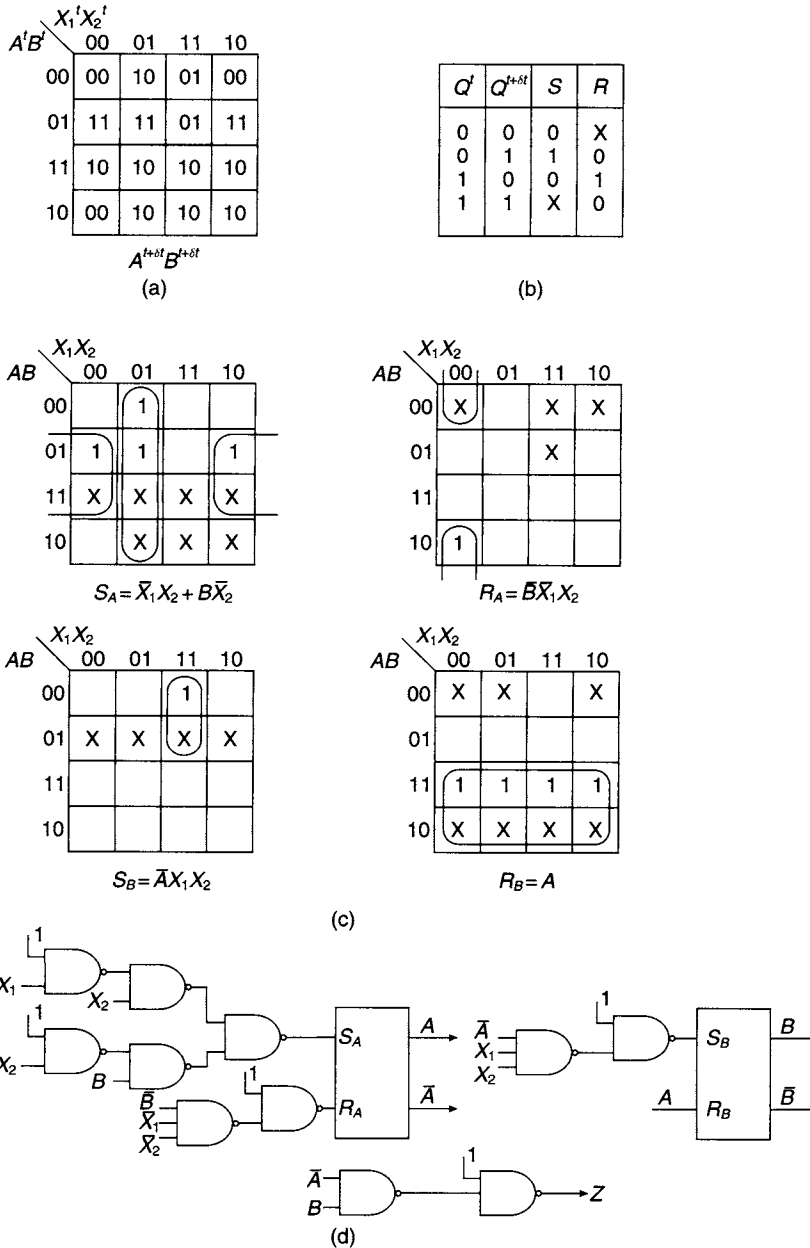 X₁ᵗX₂ᵗ
AᵗBᵗ 00 01 11 10
00 00 10 01 00
01 11 11 01 11
11 10 10 10 10
10 00 10 10 10
Aᵗ⁺ᵟᵗBᵗ⁺ᵟᵗ
(a)
Qᵗ Qᵗ⁺ᵟᵗ S R
0 0 0 X
0 1 1 0
1 0 0 1
1 1 X 0
(b)
X₁X₂
AB 00 01 11 10
00 1
01 1 1 1
11 X X X X
10 X X X
S_A = X̄₁X₂ + BX̄₂
X₁X₂
AB 00 01 11 10
00 X X X
01 X
11
10 1
R_A = B̄X̄₁X₂
X₁X₂
AB 00 01 11 10
00 1
01 X X X X
11
10
S_B = ĀX₁X₂
X₁X₂
AB 00 01 11 10
00 X X X
01
11 1 1 1 1
10 X X X X
R_B = A
(c)
1
X₁
X₂
1
X₂
B
B̄
X̄₁
X̄₂
1
S_A
R_A
A
Ā
Ā
X₁
X₂
1
S_B
A R_B
B
B̄
Ā
B
1
Z
(d)